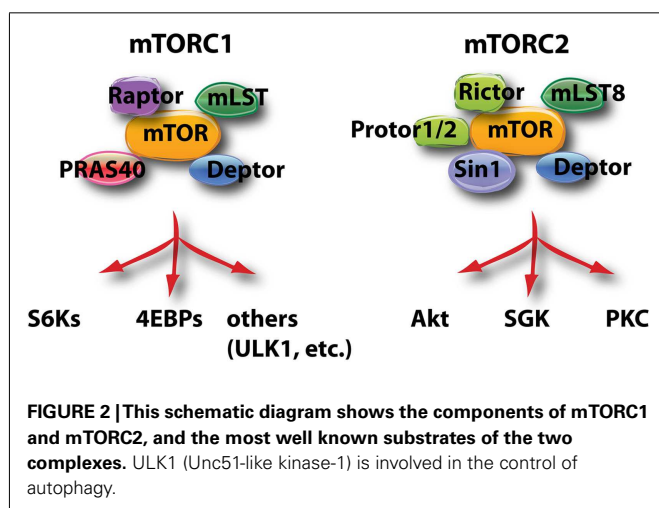 mTORC1
mTORC2
Raptor
mLST
mTOR
PRAS40
Deptor
Rictor
mLST8
Protor1/2
mTOR
Sin1
Deptor
S6Ks
4EBPs
others
(ULK1, etc.)
Akt
SGK
PKC
FIGURE 2 | This schematic diagram shows the components of mTORC1
and mTORC2, and the most well known substrates of the two
complexes. ULK1 (Unc51-like kinase-1) is involved in the control of
autophagy.